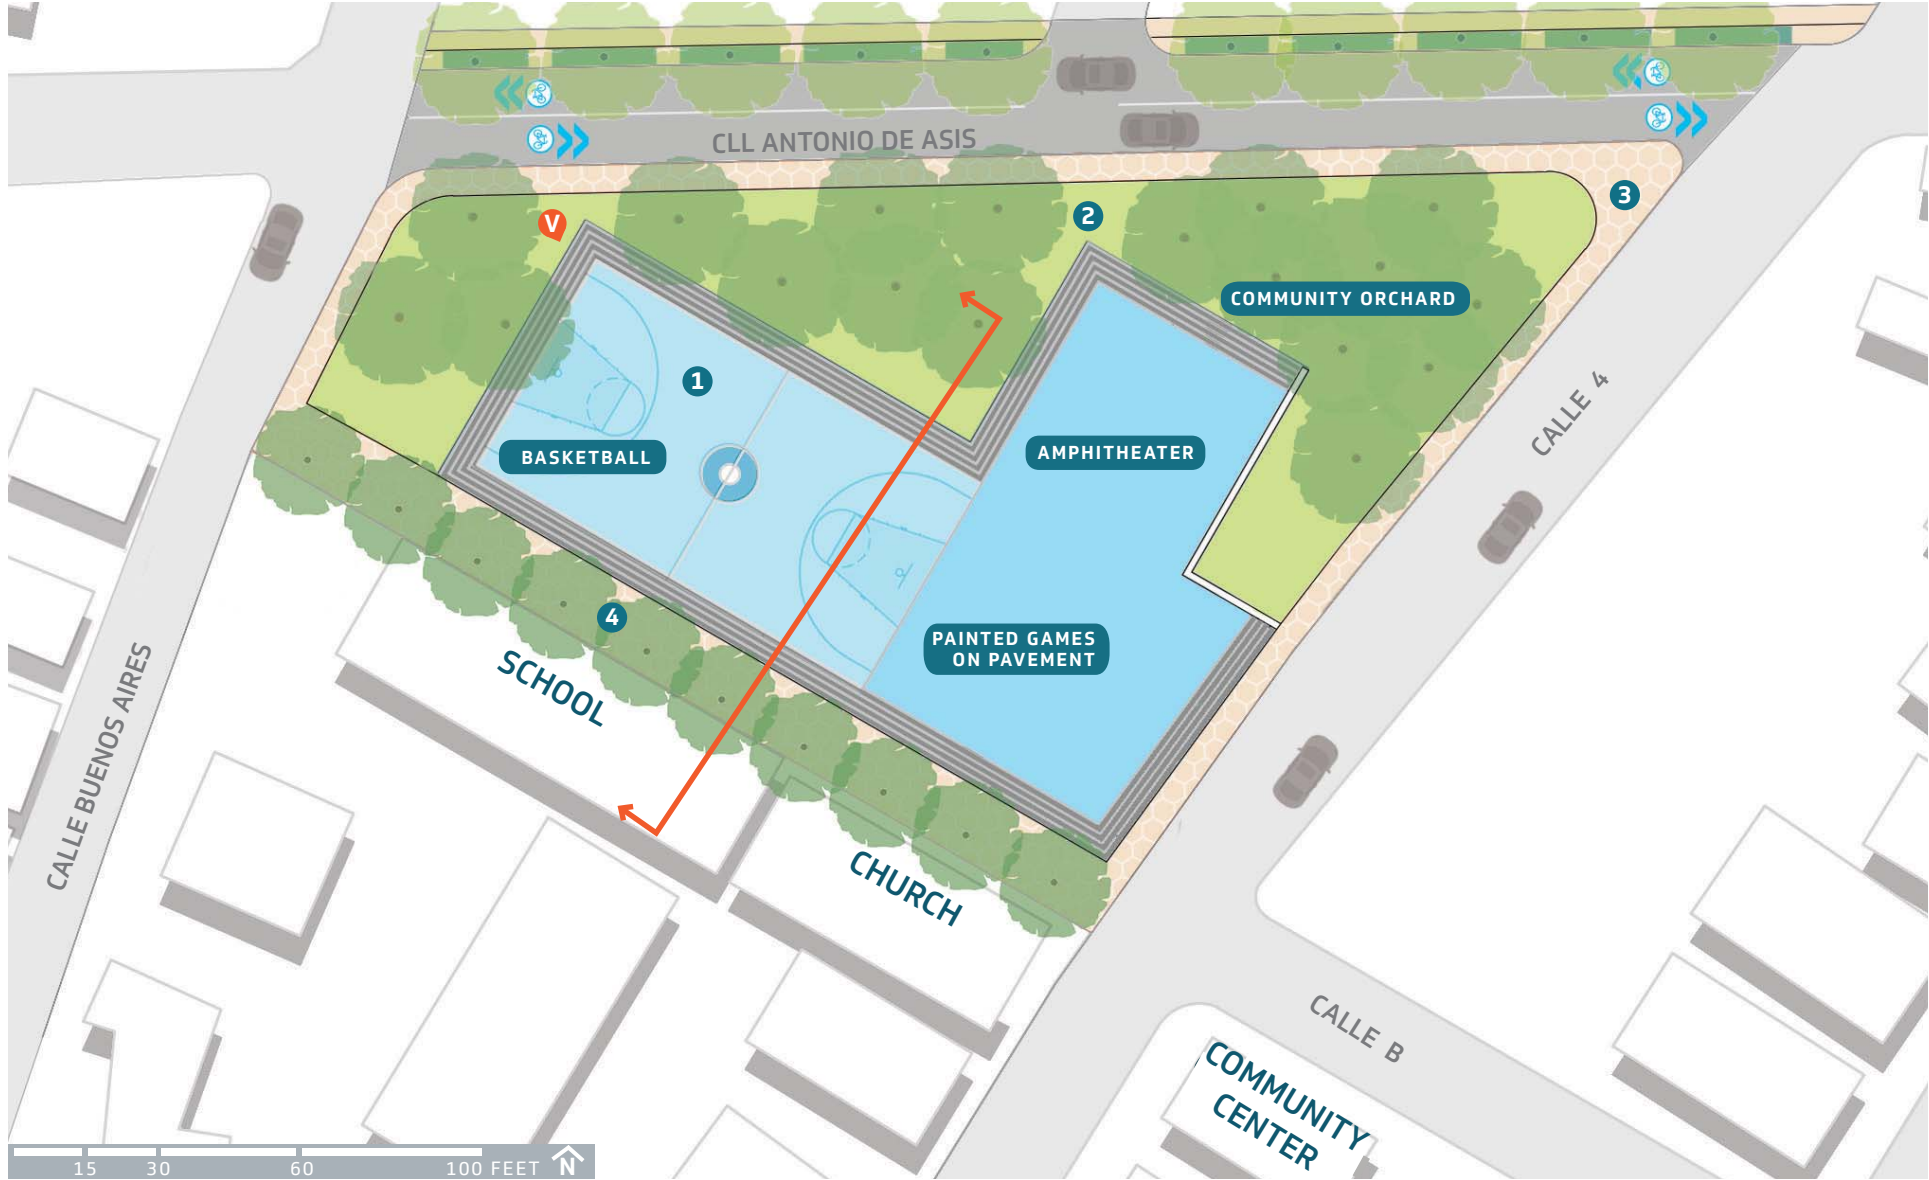 CLL ANTONIO DE ASIS
V
2
3
COMMUNITY ORCHARD
1
CALLE 4
BASKETBALL
AMPHITHEATER
4
PAINTED GAMES
ON PAVEMENT
SCHOOL
CALLE BUENOS AIRES
CHURCH
CALLE B
COMMUNITY
CENTER
15 30 60 100 FEET N